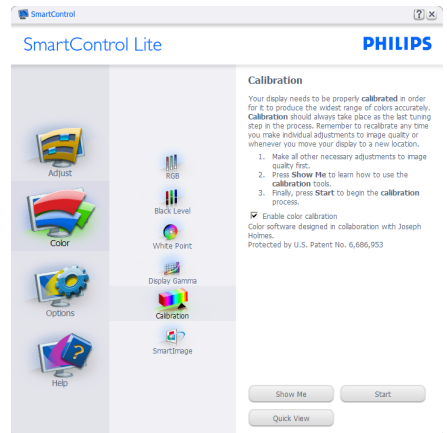 SmartControl
SmartControl Lite
PHILIPS
Adjust
Color
Options
Help
RGB
Black Level
White Point
Display Gamma
Calibration
SmartImage
Calibration
Your display needs to be properly calibrated in order
for it to produce the widest range of colors accurately.
Calibration should always take place as the last tuning
step in the process. Remember to recalibrate any time
you make individual adjustments to image quality or
whenever you move your display to a new location.
1. Make all other necessary adjustments to image
quality first.
2. Press Show Me to learn how to use the
calibration tools.
3. Finally, press Start to begin the calibration
process.
Enable color calibration
Color software designed in collaboration with Joseph
Holmes.
Protected by U.S. Patent No. 6,686,953
Show Me
Start
Quick View